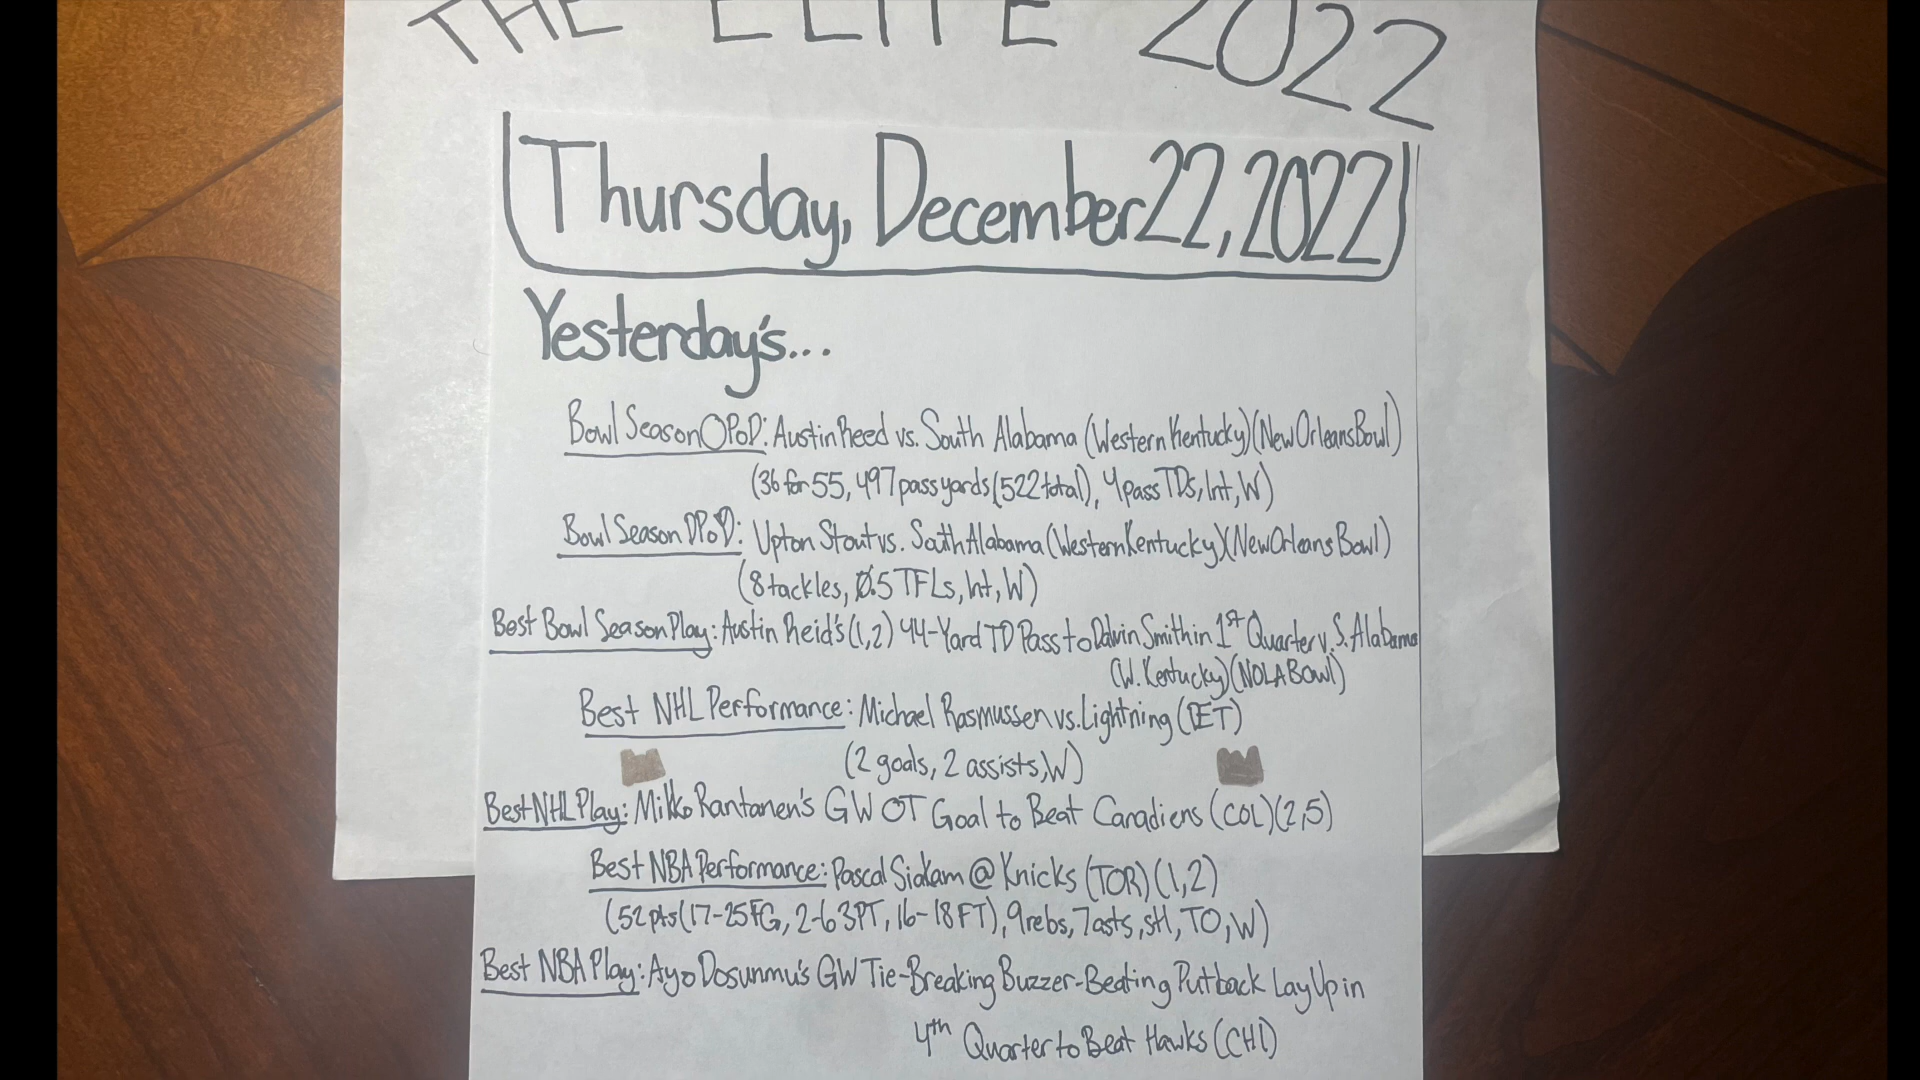 THE ELITE 2022
Thursday, December 22, 2022
Yesterday's...
Bowl Season OPoD: Austin Reed vs. South Alabama (Western Kentucky)(New Orleans Bowl)
(36 for 55, 497 pass yards (522 total), 4 pass TDs, Int, W)
Bowl Season DPoD: Upton Stout vs. South Alabama (Western Kentucky)(New Orleans Bowl)
(8 tackles, 0.5 TFLs, Int, W)
Best Bowl Season Play: Austin Reid's (1,2) 44-Yard TD Pass to Dalvin Smith in 1st Quarter v. S. Alabama
(W. Kentucky)(NOLA Bowl)
Best NHL Performance: Michael Rasmussen vs. Lightning (DET)
(2 goals, 2 assists, W)
Best NHL Play: Mikko Rantanen's GW OT Goal to Beat Canadiens (COL)(2,5)
Best NBA Performance: Pascal Siakam @ Knicks (TOR)(1,2)
(52 pts (17-25 FG, 2-6 3PT, 16-18 FT), 9 rebs, 7 asts, stl, TO, W)
Best NBA Play: Ayo Dosunmu's GW Tie-Breaking Buzzer-Beating Putback Lay Up in
4th Quarter to Beat Hawks (CHI)